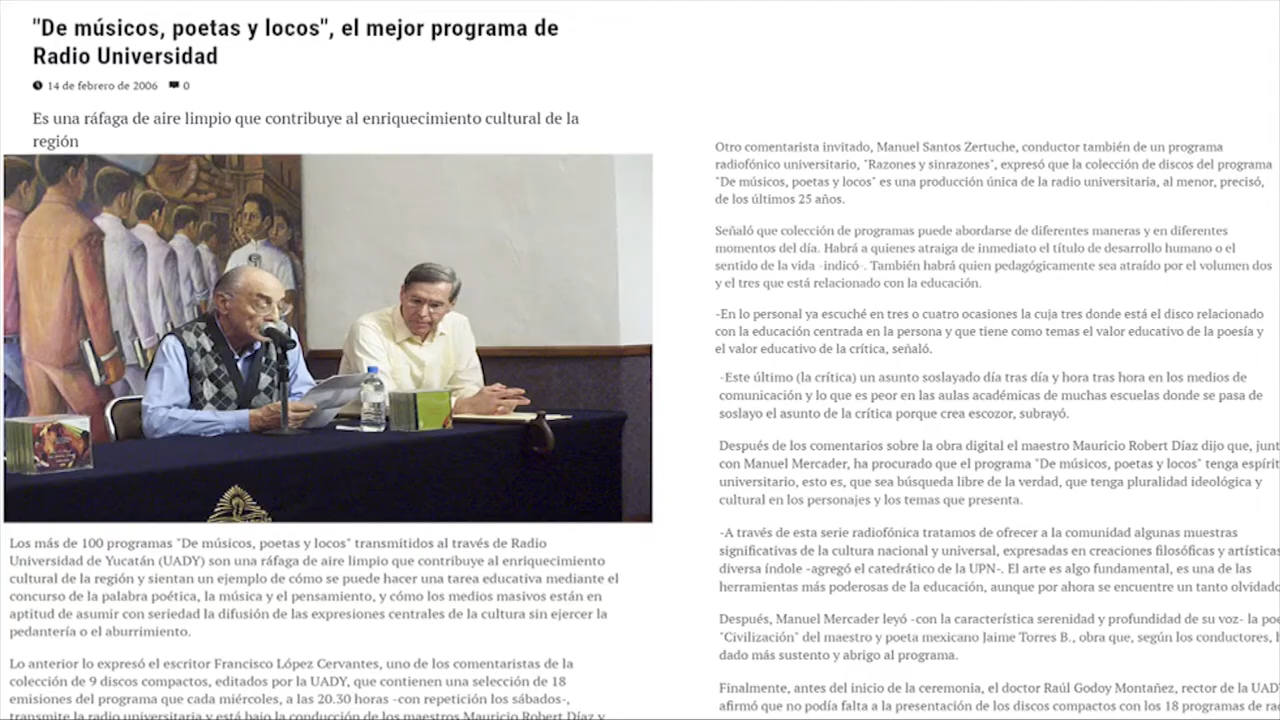 "De músicos, poetas y locos", el mejor programa de
Radio Universidad
14 de febrero de 2006 0
Es una ráfaga de aire limpio que contribuye al enriquecimiento cultural de la
región
Los más de 100 programas "De músicos, poetas y locos" transmitidos al través de Radio
Universidad de Yucatán (UADY) son una ráfaga de aire limpio que contribuye al enriquecimiento
cultural de la región y sientan un ejemplo de cómo se puede hacer una tarea educativa mediante el
concurso de la palabra poética, la música y el pensamiento, y cómo los medios masivos están en
aptitud de asumir con seriedad la difusión de las expresiones centrales de la cultura sin ejercer la
pedantería o el aburrimiento.
Lo anterior lo expresó el escritor Francisco López Cervantes, uno de los comentaristas de la
colección de 9 discos compactos, editados por la UADY, que contienen una selección de 18
emisiones del programa que cada miércoles, a las 20.30 horas -con repetición los sábados-,
transmite la radio universitaria y está bajo la conducción de los maestros Mauricio Robert Díaz y
Otro comentarista invitado, Manuel Santos Zertuche, conductor también de un programa
radiofónico universitario, "Razones y sinrazones", expresó que la colección de discos del programa
"De músicos, poetas y locos" es una producción única de la radio universitaria, al menor, precisó,
de los últimos 25 años.
Señaló que colección de programas puede abordarse de diferentes maneras y en diferentes
momentos del día. Habrá a quienes atraiga de inmediato el título de desarrollo humano o el
sentido de la vida -indicó-. También habrá quien pedagógicamente sea atraído por el volumen dos
y el tres que está relacionado con la educación.
-En lo personal ya escuché en tres o cuatro ocasiones la cuja tres donde está el disco relacionado
con la educación centrada en la persona y que tiene como temas el valor educativo de la poesía y
el valor educativo de la crítica, señaló.
-Este último (la crítica) un asunto soslayado día tras día y hora tras hora en los medios de
comunicación y lo que es peor en las aulas académicas de muchas escuelas donde se pasa de
soslayo el asunto de la crítica porque crea escozor, subrayó.
Después de los comentarios sobre la obra digital el maestro Mauricio Robert Díaz dijo que, junt
con Manuel Mercader, ha procurado que el programa "De músicos, poetas y locos" tenga espírit
universitario, esto es, que sea búsqueda libre de la verdad, que tenga pluralidad ideológica y
cultural en los personajes y los temas que presenta.
-A través de esta serie radiofónica tratamos de ofrecer a la comunidad algunas muestras
significativas de la cultura nacional y universal, expresadas en creaciones filosóficas y artísticas
diversa índole -agregó el catedrático de la UPN-. El arte es algo fundamental, es una de las
herramientas más poderosas de la educación, aunque por ahora se encuentre un tanto olvidado
Después, Manuel Mercader leyó -con la característica serenidad y profundidad de su voz- la poe
"Civilización" del maestro y poeta mexicano Jaime Torres B., obra que, según los conductores, h
dado más sustento y abrigo al programa.
Finalmente, antes del inicio de la ceremonia, el doctor Raúl Godoy Montañez, rector de la UAD
afirmó que no podía falta a la presentación de los discos compactos con los 18 programas de rad